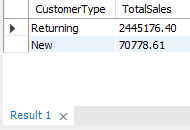 CustomerType TotalSales
Returning 2445176.40
New 70778.61
Result 1 ×